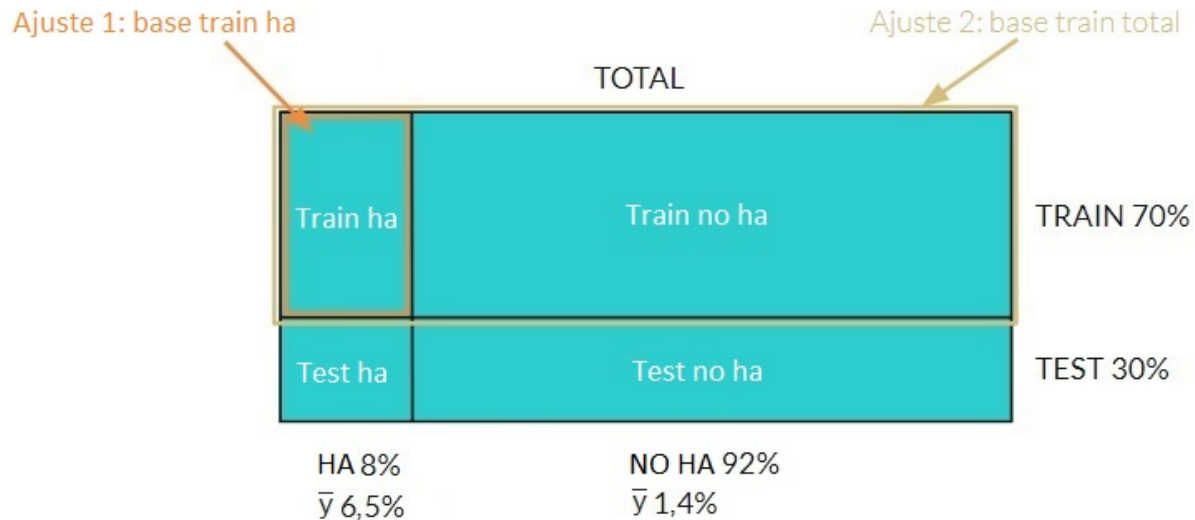 Ajuste 1: base train ha
Ajuste 2: base train total
TOTAL
Train ha
Train no ha
TRAIN 70%
Test ha
Test no ha
TEST 30%
HA 8%
NO HA 92%
y̅ 6,5%
y̅ 1,4%